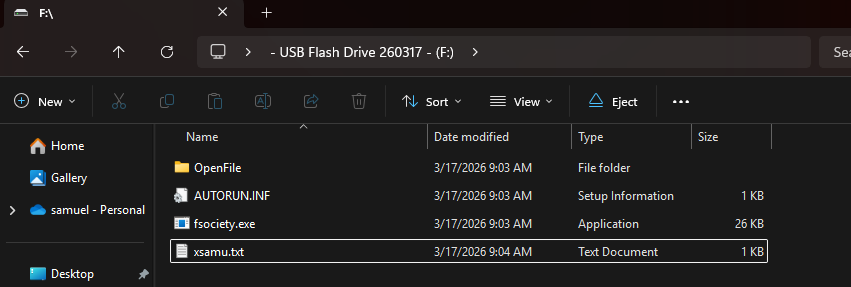 F:\
- USB Flash Drive 260317 - (F:)
Sea
New
Sort
View
Eject
Name Date modified Type Size
Home
Gallery
samuel - Personal
Desktop
OpenFile 3/17/2026 9:03 AM File folder
AUTORUN.INF 3/17/2026 9:03 AM Setup Information 1 KB
fsociety.exe 3/17/2026 9:03 AM Application 26 KB
xsamu.txt 3/17/2026 9:04 AM Text Document 1 KB